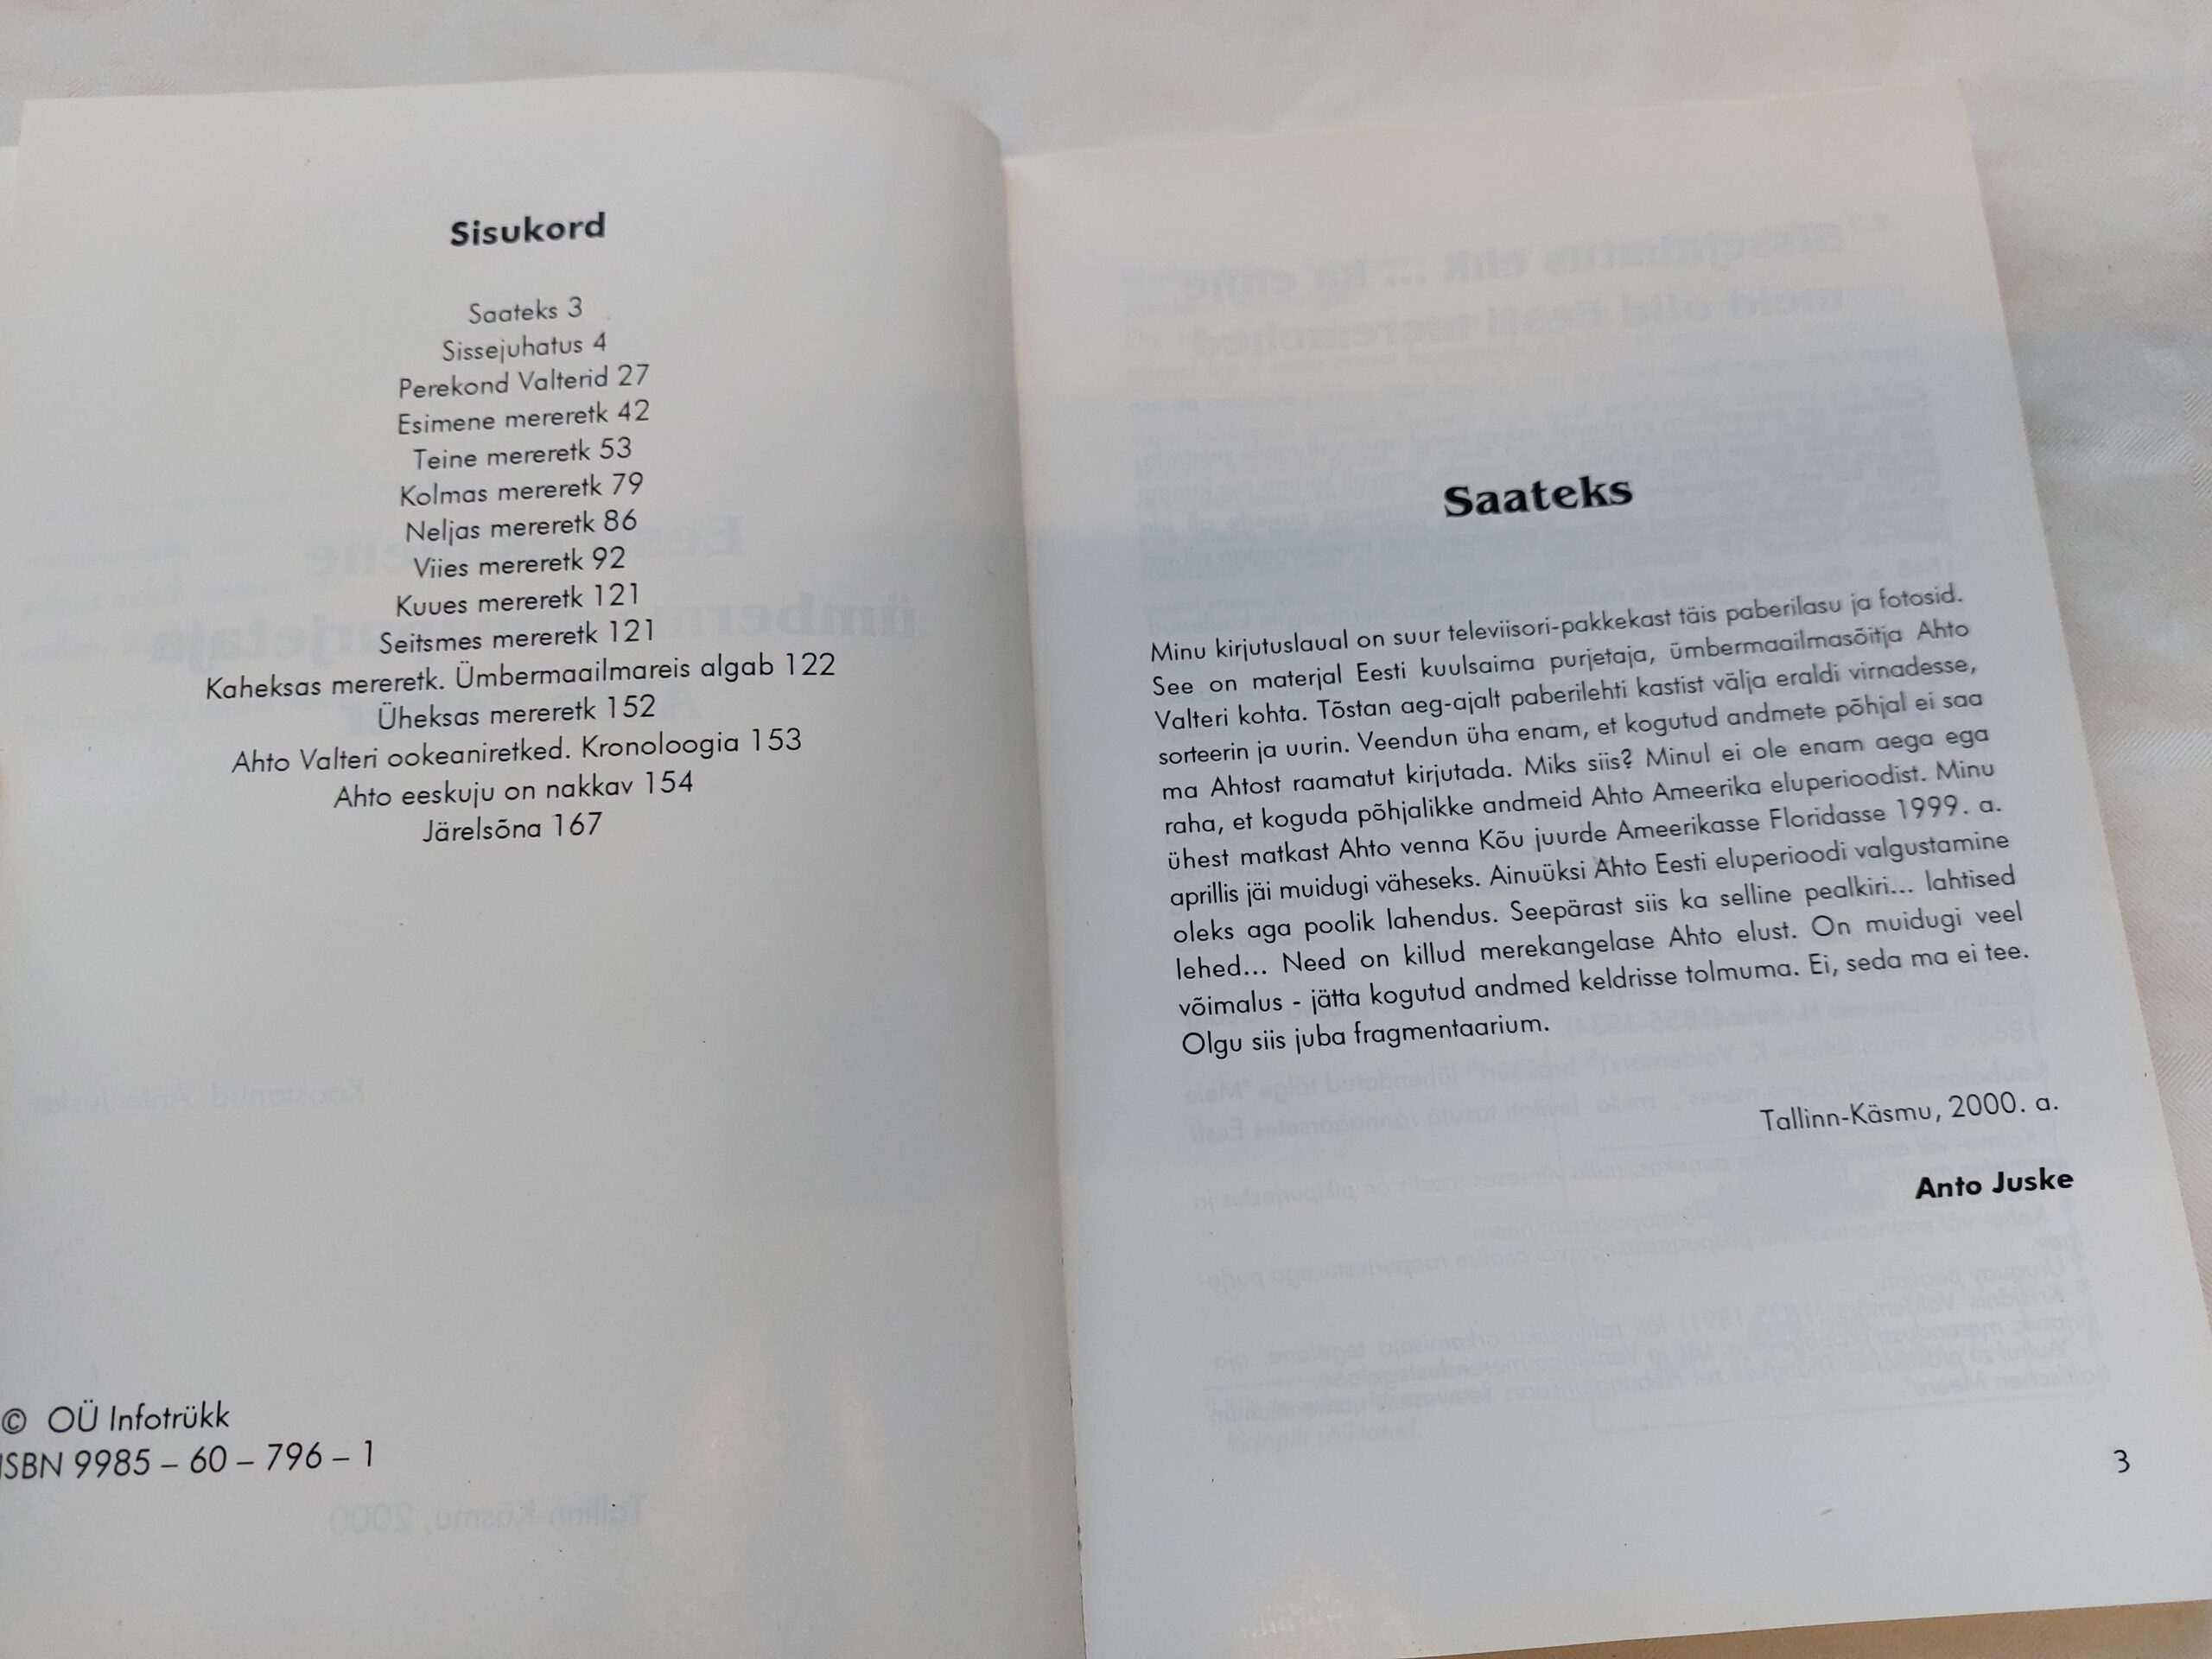 Sisukord
Saateks 3
Sissejuhatus 4
Perekond Valterid 27
Esimene mereretk 42
Teine mereretk 53
Kolmas mereretk 79
Neljas mereretk 86
Viies mereretk 92
Kuues mereretk 121
Seitsmes mereretk 121
Kaheksas mereretk. Ümbermaailmareis algab 122
Üheksas mereretk 152
Ahto Valteri ookeaniretked. Kronoloogia 153
Ahto eeskuju on nakkav 154
Järelsõna 167
© OÜ Infotrükk
ISBN 9985 – 60 – 796 – 1
Saateks
Minu kirjutuslaual on suur televiisori-pakkekast täis paberilasu ja fotosid.
See on materjal Eesti kuulsaima purjetaja, ümbermaailmasõitja Ahto
Valteri kohta. Tõstan aeg-ajalt paberilehti kastist välja eraldi virnadesse,
sorteerin ja uurin. Veendun üha enam, et kogutud andmete põhjal ei saa
ma Ahtost raamatut kirjutada. Miks siis? Minul ei ole enam aega ega
raha, et koguda põhjalikke andmeid Ahto Ameerika eluperioodist. Minu
ühest matkast Ahto venna Kõu juurde Ameerikasse Floridasse 1999. a.
aprillis jäi muidugi väheseks. Ainuüksi Ahto Eesti eluperioodi valgustamine
oleks aga poolik lahendus. Seepärast siis ka selline pealkiri... lahtised
lehed... Need on killud merekangelase Ahto elust. On muidugi veel
võimalus - jätta kogutud andmed keldrisse tolmuma. Ei, seda ma ei tee.
Olgu siis juba fragmentaarium.
Tallinn-Käsmu, 2000. a.
Anto Juske
3